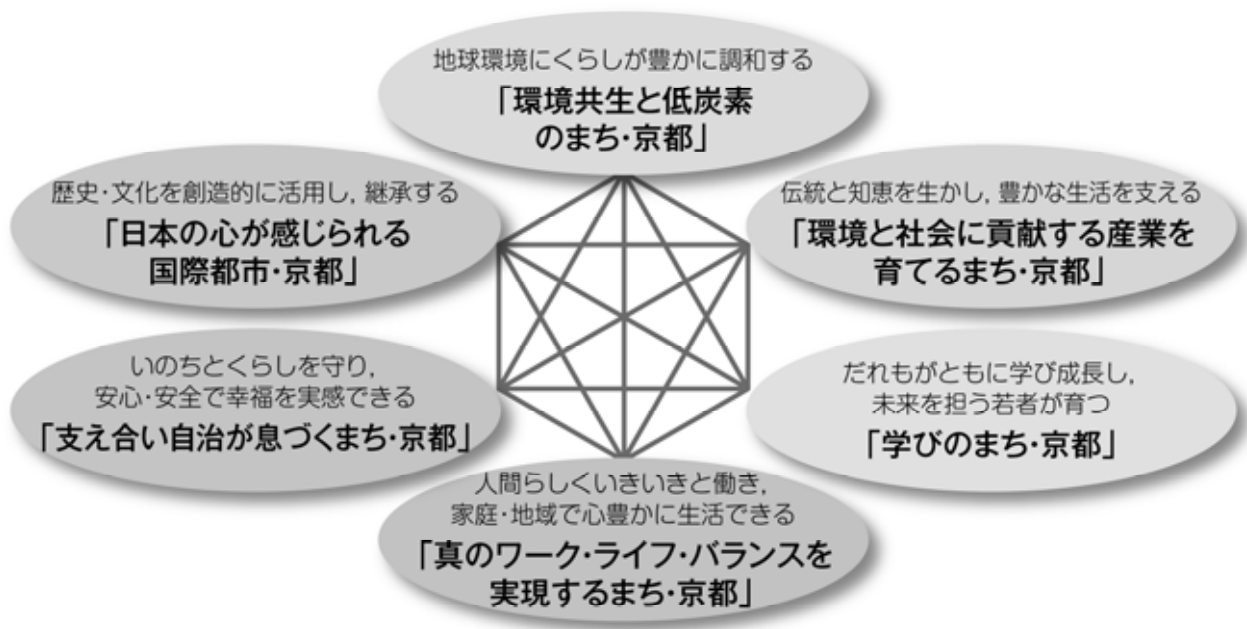 地球環境にくらしが豊かに調和する
「環境共生と低炭素
のまち・京都」
歴史・文化を創造的に活用し, 継承する
「日本の心が感じられる
国際都市・京都」
伝統と知恵を生かし, 豊かな生活を支える
「環境と社会に貢献する産業を
育てるまち・京都」
いのちとくらしを守り,
安心・安全で幸福を実感できる
「支え合い自治が息づくまち・京都」
だれもがともに学び成長し,
未来を担う若者が育つ
「学びのまち・京都」
人間らしくいきいきと働き,
家庭・地域で心豊かに生活できる
「真のワーク・ライフ・バランスを
実現するまち・京都」